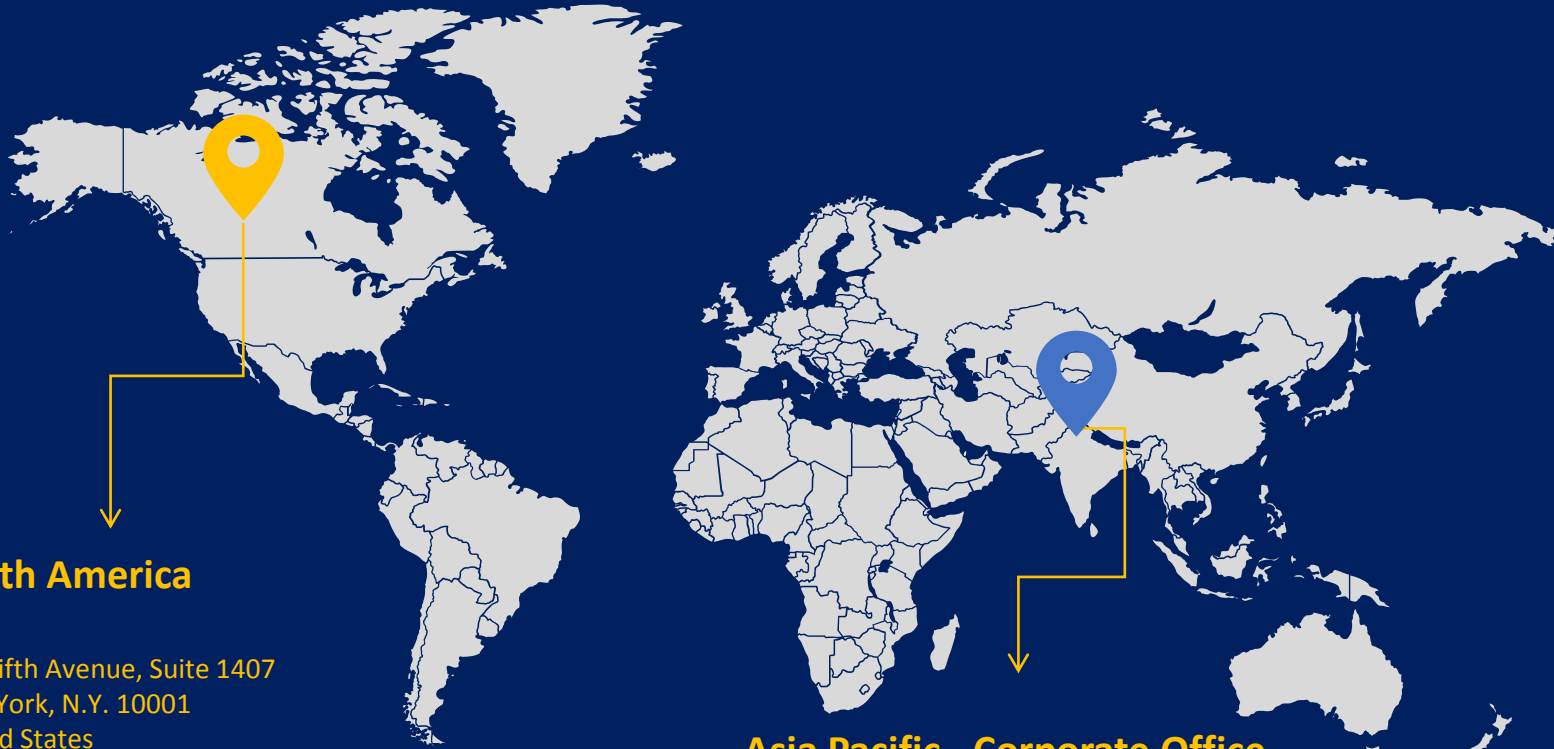 th America
ifth Avenue, Suite 1407
York, N.Y. 10001
d States
Asia Pacific - Corporate Office